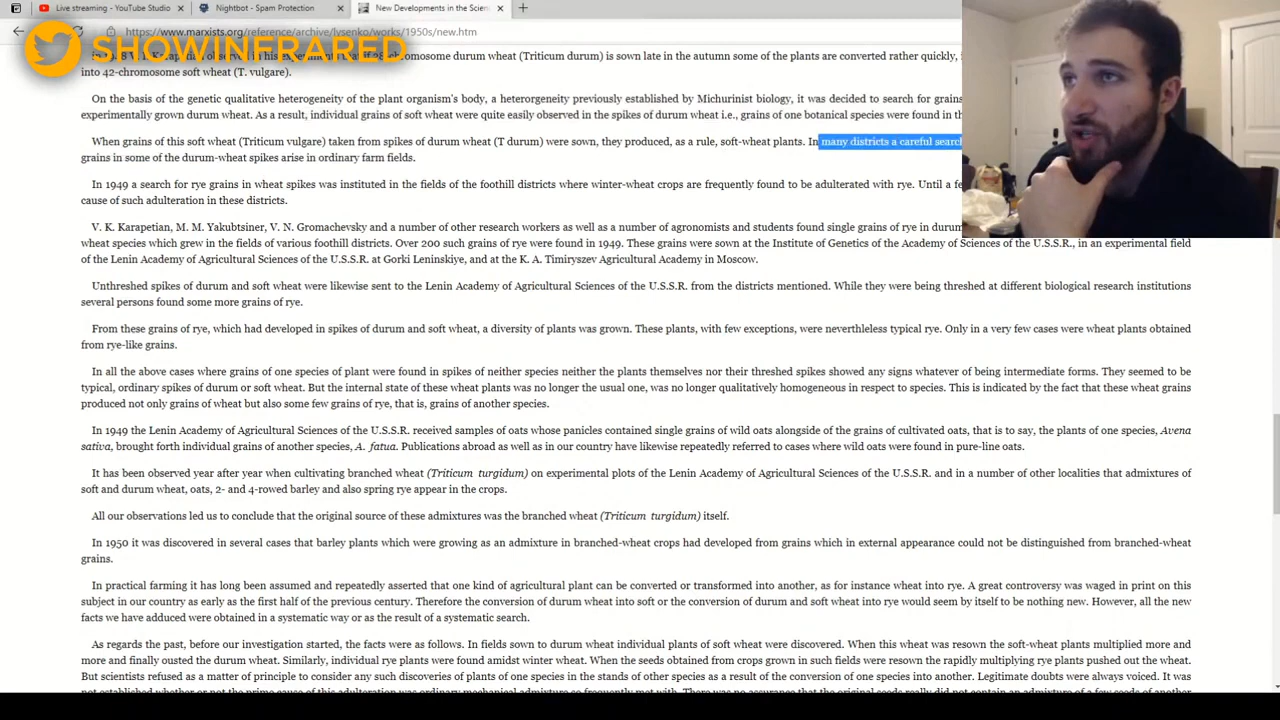 Live streaming - YouTube Studio
Nightbot - Spam Protection
New Developments in the Scien
https://www.marxists.org/reference/archive/lysenko/works/1950s/new.htm
SHOWINFRARED
chromosome durum wheat (Triticum durum) is sown late in the autumn some of the plants are converted rather quickly,
into 42-chromosome soft wheat (T. vulgare).
On the basis of the genetic qualitative heterogeneity of the plant organism's body, a heterorgeneity previously established by Michurinist biology, it was decided to search for grains
experimentally grown durum wheat. As a result, individual grains of soft wheat were quite easily observed in the spikes of durum wheat i.e., grains of one botanical species were found in th
When grains of this soft wheat (Triticum vulgare) taken from spikes of durum wheat (T durum) were sown, they produced, as a rule, soft-wheat plants. In many districts a careful search
grains in some of the durum-wheat spikes arise in ordinary farm fields.
In 1949 a search for rye grains in wheat spikes was instituted in the fields of the foothill districts where winter-wheat crops are frequently found to be adulterated with rye. Until a fe
cause of such adulteration in these districts.
V. K. Karapetian, M. M. Yakubtsiner, V. N. Gromachevsky and a number of other research workers as well as a number of agronomists and students found single grains of rye in durum
wheat species which grew in the fields of various foothill districts. Over 200 such grains of rye were found in 1949. These grains were sown at the Institute of Genetics of the Academy of Sciences of the U.S.S.R., in an experimental field
of the Lenin Academy of Agricultural Sciences of the U.S.S.R. at Gorki Leninskiye, and at the K. A. Timiryszev Agricultural Academy in Moscow.
Unthreshed spikes of durum and soft wheat were likewise sent to the Lenin Academy of Agricultural Sciences of the U.S.S.R. from the districts mentioned. While they were being threshed at different biological research institutions
several persons found some more grains of rye.
From these grains of rye, which had developed in spikes of durum and soft wheat, a diversity of plants was grown. These plants, with few exceptions, were neverthleless typical rye. Only in a very few cases were wheat plants obtained
from rye-like grains.
In all the above cases where grains of one species of plant were found in spikes of neither species neither the plants themselves nor their threshed spikes showed any signs whatever of being intermediate forms. They seemed to be
typical, ordinary spikes of durum or soft wheat. But the internal state of these wheat plants was no longer the usual one, was no longer qualitatively homogeneous in respect to species. This is indicated by the fact that these wheat grains
produced not only grains of wheat but also some few grains of rye, that is, grains of another species.
In 1949 the Lenin Academy of Agricultural Sciences of the U.S.S.R. received samples of oats whose panicles contained single grains of wild oats alongside of the grains of cultivated oats, that is to say, the plants of one species, Avena
sativa, brought forth individual grains of another species, A. fatua. Publications abroad as well as in our country have likewise repeatedly referred to cases where wild oats were found in pure-line oats.
It has been observed year after year when cultivating branched wheat (Triticum turgidum) on experimental plots of the Lenin Academy of Agricultural Sciences of the U.S.S.R. and in a number of other localities that admixtures of
soft and durum wheat, oats, 2- and 4-rowed barley and also spring rye appear in the crops.
All our observations led us to conclude that the original source of these admixtures was the branched wheat (Triticum turgidum) itself.
In 1950 it was discovered in several cases that barley plants which were growing as an admixture in branched-wheat crops had developed from grains which in external appearance could not be distinguished from branched-wheat
grains.
In practical farming it has long been assumed and repeatedly asserted that one kind of agricultural plant can be converted or transformed into another, as for instance wheat into rye. A great controversy was waged in print on this
subject in our country as early as the first half of the previous century. Therefore the conversion of durum wheat into soft or the conversion of durum and soft wheat into rye would seem by itself to be nothing new. However, all the new
facts we have adduced were obtained in a systematic way or as the result of a systematic search.
As regards the past, before our investigation started, the facts were as follows. In fields sown to durum wheat individual plants of soft wheat were discovered. When this wheat was resown the soft-wheat plants multiplied more and
more and finally ousted the durum wheat. Similarly, individual rye plants were found amidst winter wheat. When the seeds obtained from crops grown in such fields were resown the rapidly multiplying rye plants pushed out the wheat.
But scientists refused as a matter of principle to consider any such discoveries of plants of one species in the stands of other species as a result of the conversion of one species into another. Legitimate doubts were always voiced. It was
not established whether or not the prime cause of this adulteration was ordinary mechanical admixture so frequently met with. There was no assurance that the original seeds really did not contain an admixture of a few seeds of another